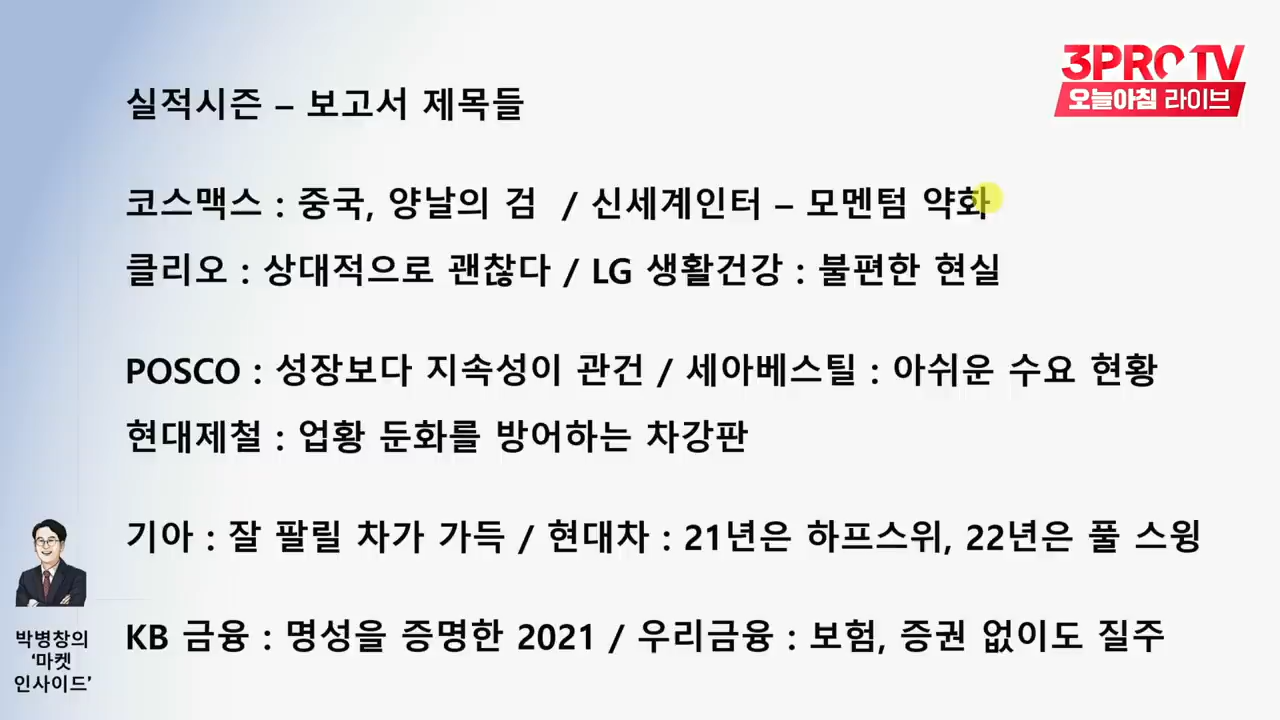 3PRO TV
오늘아침 라이브
실적시즌 – 보고서 제목들
코스맥스 : 중국, 양날의 검 / 신세계인터 – 모멘텀 약화
클리오 : 상대적으로 괜찮다 / LG 생활건강 : 불편한 현실
POSCO : 성장보다 지속성이 관건 / 세아베스틸 : 아쉬운 수요 현황
현대제철 : 업황 둔화를 방어하는 차강판
기아 : 잘 팔릴 차가 가득 / 현대차 : 21년은 하프스위, 22년은 풀 스윙
KB 금융 : 명성을 증명한 2021 / 우리금융 : 보험, 증권 없이도 질주
박병창의
‘마켓
인사이드’